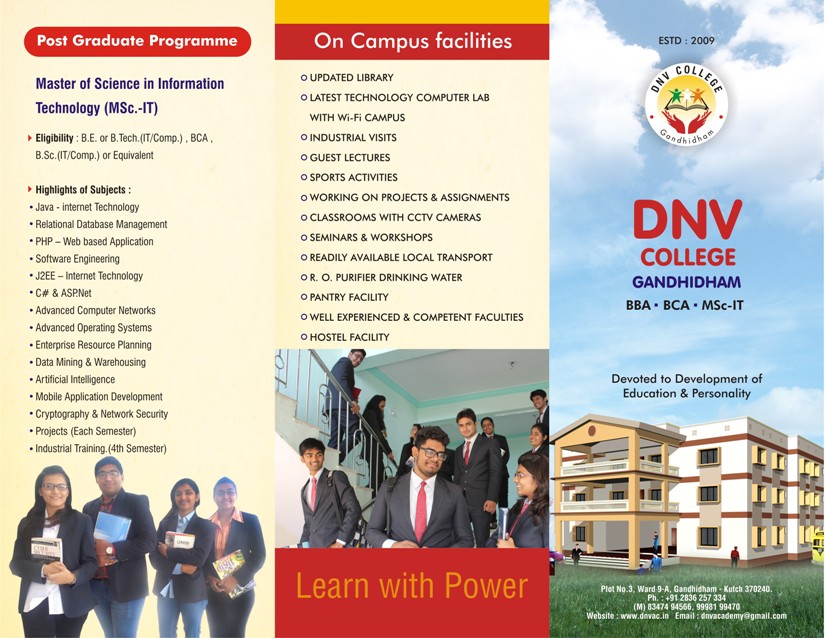 Post Graduate Programme
Master of Science in Information
Technology (MSc.-IT)
Eligibility : B.E. or B.Tech.(IT/Comp.) , BCA ,
B.Sc.(IT/Comp.) or Equivalent
Highlights of Subjects :
• Java - internet Technology
• Relational Database Management
• PHP – Web based Application
• Software Engineering
• J2EE – Internet Technology
• C# & ASP.Net
• Advanced Computer Networks
• Advanced Operating Systems
• Enterprise Resource Planning
• Data Mining & Warehousing
• Artificial Intelligence
• Mobile Application Development
• Cryptography & Network Security
• Projects (Each Semester)
• Industrial Training.(4th Semester)
On Campus facilities
UPDATED LIBRARY
LATEST TECHNOLOGY COMPUTER LAB
WITH Wi-Fi CAMPUS
INDUSTRIAL VISITS
GUEST LECTURES
SPORTS ACTIVITIES
WORKING ON PROJECTS & ASSIGNMENTS
CLASSROOMS WITH CCTV CAMERAS
SEMINARS & WORKSHOPS
READILY AVAILABLE LOCAL TRANSPORT
R. O. PURIFIER DRINKING WATER
PANTRY FACILITY
WELL EXPERIENCED & COMPETENT FACULTIES
HOSTEL FACILITY
Learn with Power
ESTD : 2009
DNV COLLEGE
Gandhidham
DNV
COLLEGE
GANDHIDHAM
BBA • BCA • MSc-IT
Devoted to Development of
Education & Personality
Plot No.3, Ward 9-A, Gandhidham - Kutch 370240.
Ph. : +91 2836 257 334
(M) 83474 94566, 99981 99470
Website : www.dnvac.in Email : dnvacademy@gmail.com